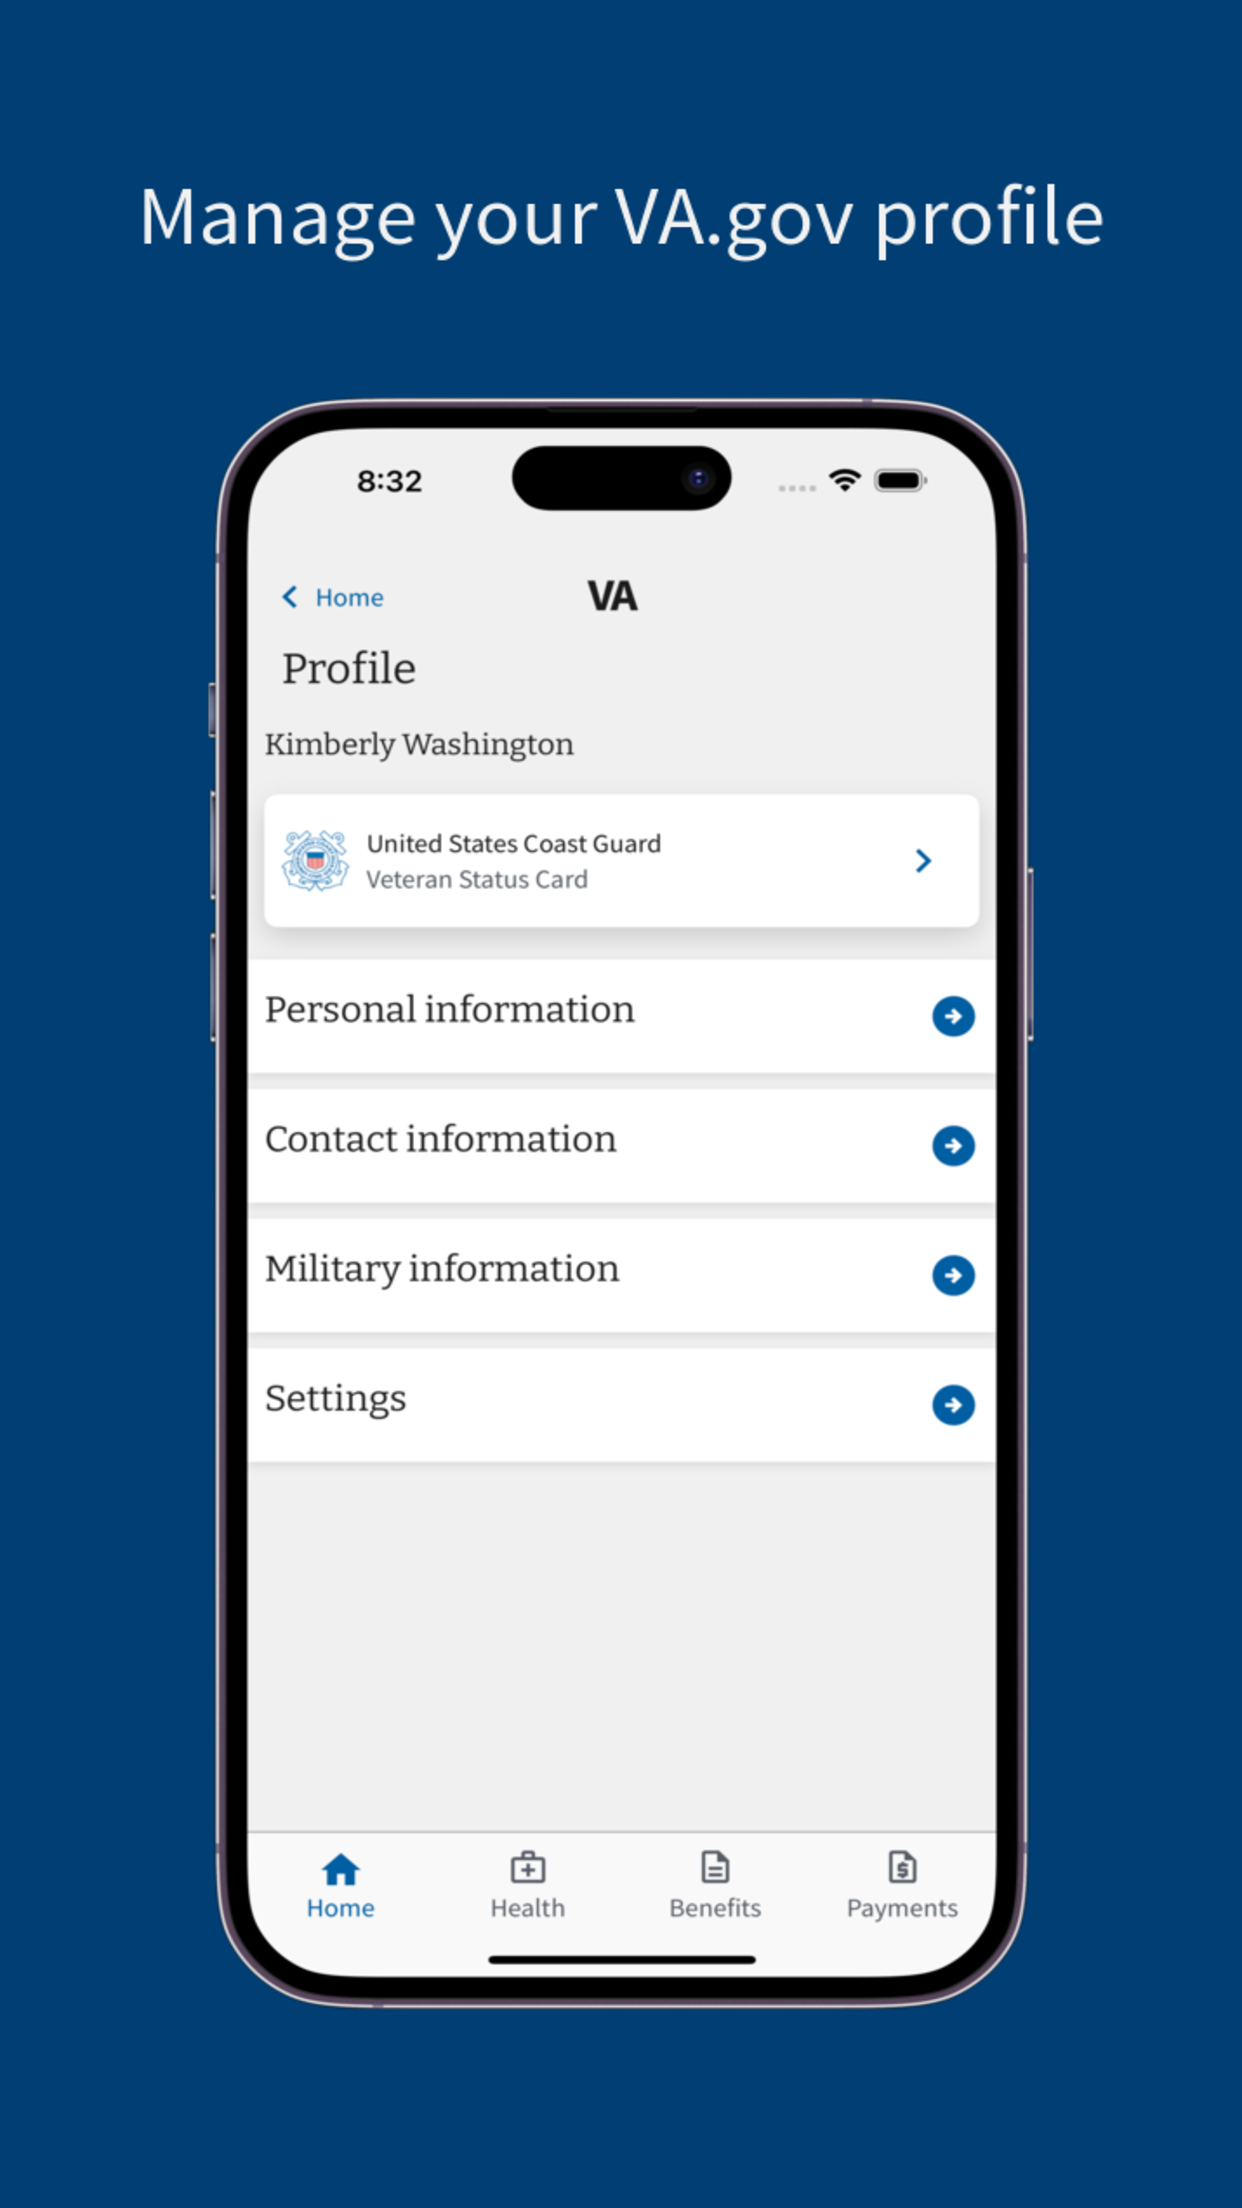 Manage your VA.gov profile
8:32
Home
VA
Profile
Kimberly Washington
United States Coast Guard
Veteran Status Card
Personal information
Contact information
Military information
Settings
Home Health Benefits Payments